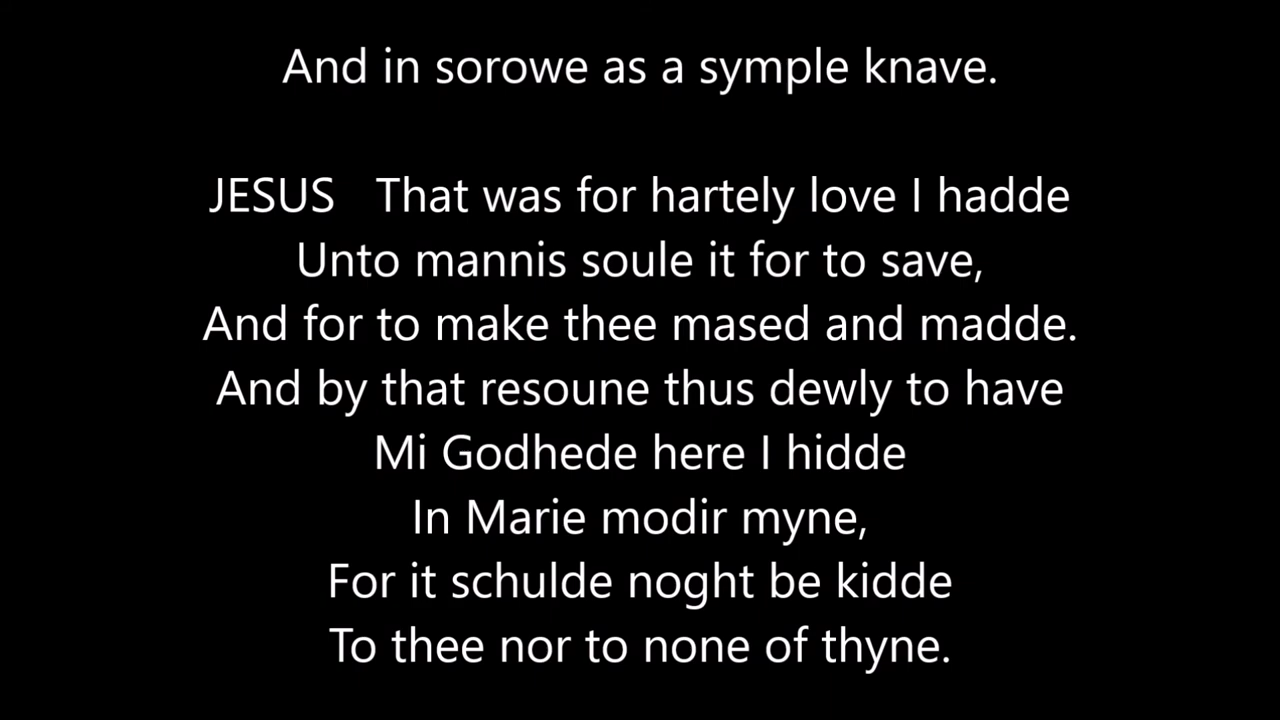 And in sorowe as a symple knave.
JESUS That was for hartely love I hadde
Unto mannis soule it for to save,
And for to make thee mased and madde.
And by that resoune thus dewly to have
Mi Godhede here I hidde
In Marie modir myne,
For it schulde noght be kidde
To thee nor to none of thyne.